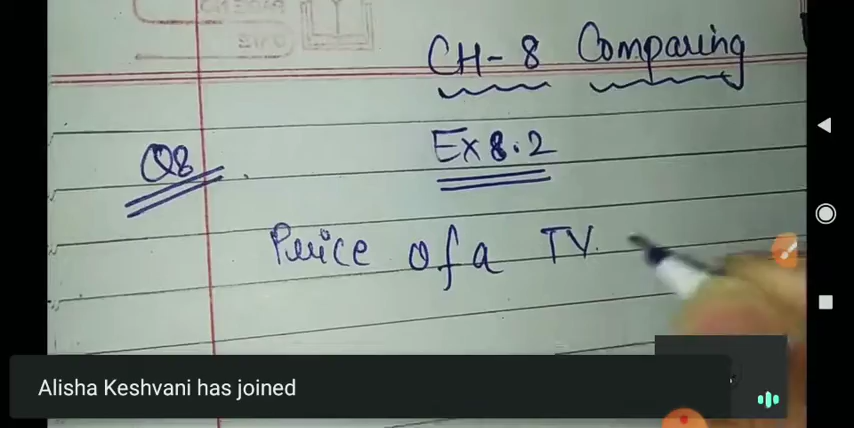 CH-8 Comparing
Ex 8.2
Q8
Price of a TV.
Alisha Keshvani has joined